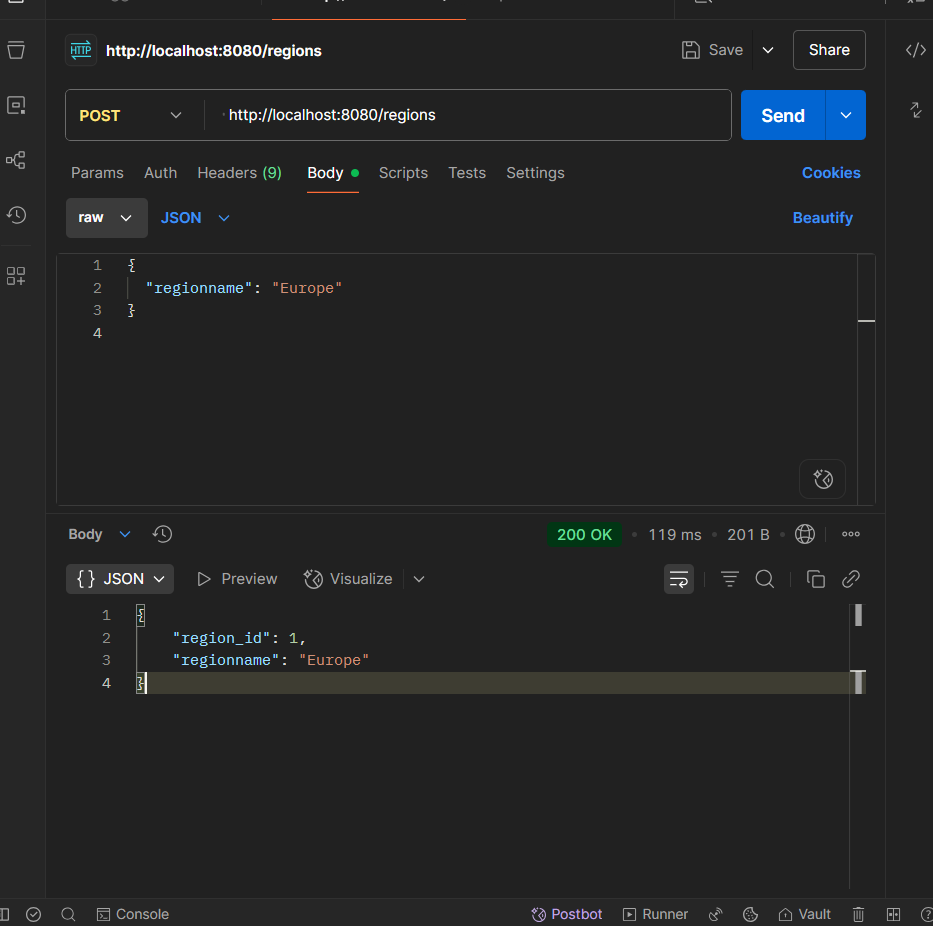 HTTP http://localhost:8080/regions Save Share
POST http://localhost:8080/regions Send
Params Auth Headers (9) Body Scripts Tests Settings Cookies
raw JSON Beautify
1 {
2 "regionname": "Europe"
3 }
4
Body 200 OK 119 ms 201 B
{} JSON Preview Visualize
1 {
2 "region_id": 1,
3 "regionname": "Europe"
4 }
Console Postbot Runner Vault